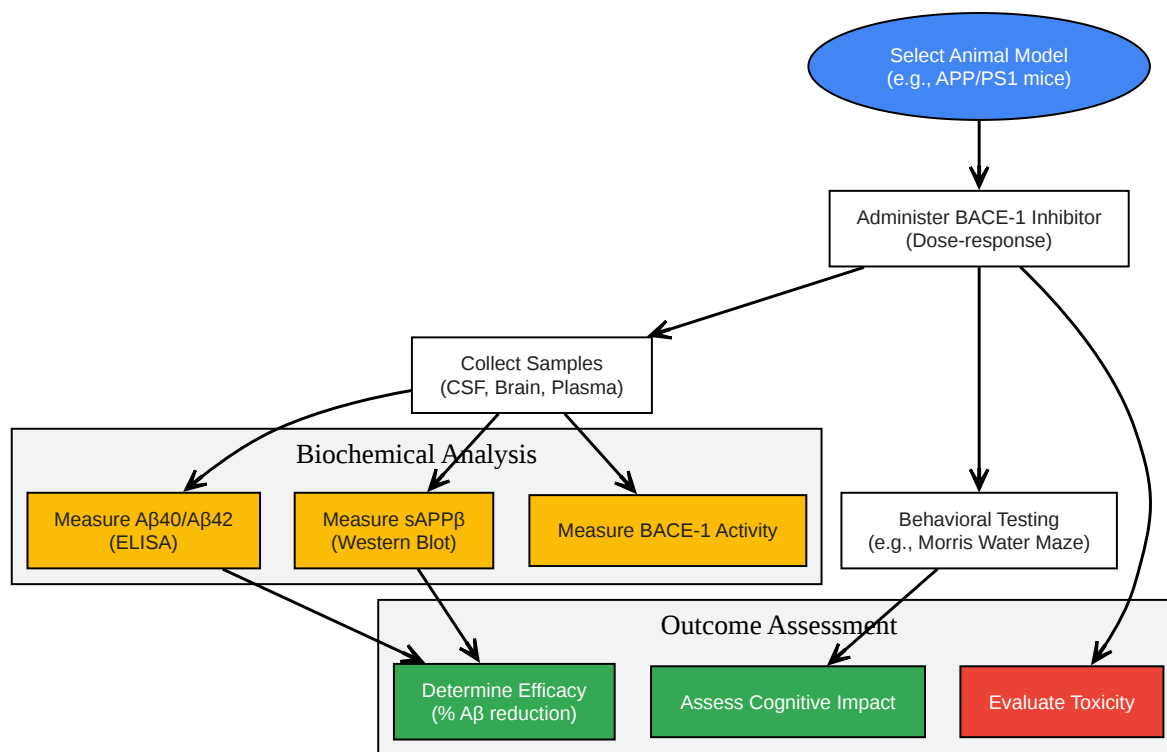 Select Animal Model
(e.g., APP/PS1 mice)
Administer BACE-1 Inhibitor
(Dose-response)
Collect Samples
(CSF, Brain, Plasma)
Biochemical Analysis
Measure Aβ40/Aβ42
(ELISA)
Measure sAPPβ
(Western Blot)
Measure BACE-1 Activity
Behavioral Testing
(e.g., Morris Water Maze)
Outcome Assessment
Determine Efficacy
(% Aβ reduction)
Assess Cognitive Impact
Evaluate Toxicity